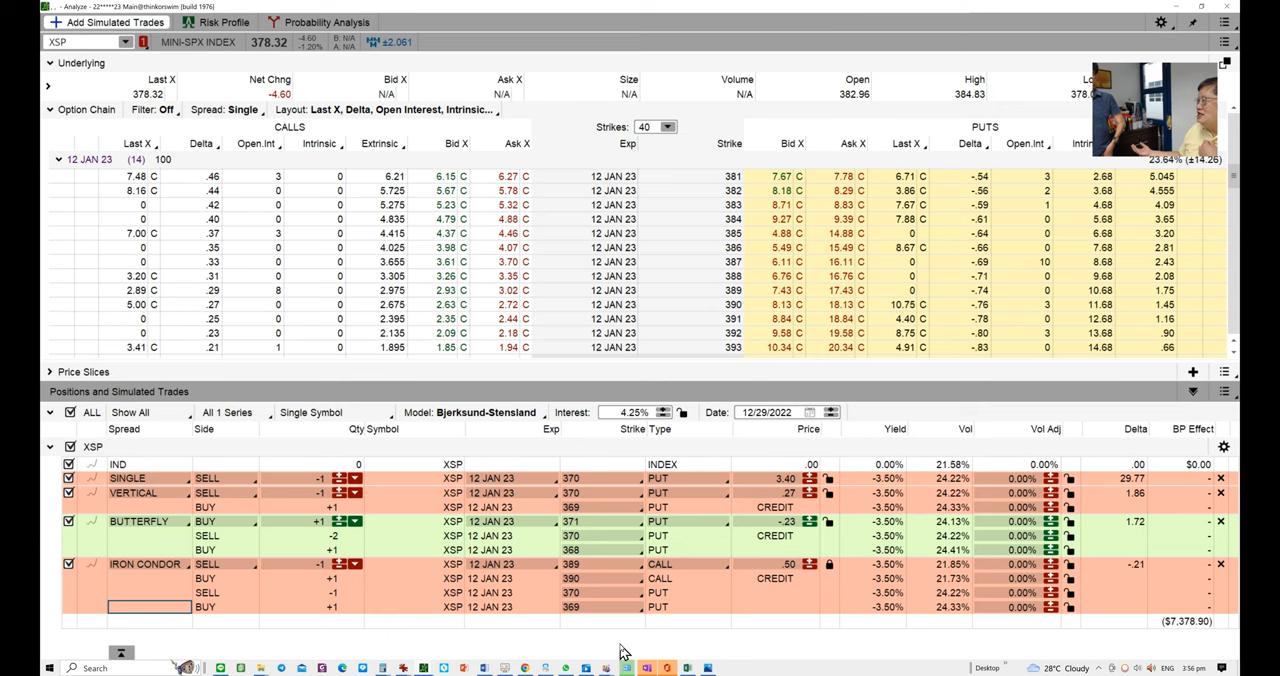 - Analyze - 22*****23 Main@thinkorswim [build 1976]
Add Simulated Trades Risk Profile Probability Analysis
XSP 1 MINI-SPX INDEX 378.32 -4.60 -1.20% B: N/A A: N/A ±2.061
Underlying
Last X Net Chng Bid X Ask X Size Volume Open High
378.32 -4.60 N/A N/A N/A N/A 382.96 384.83
Option Chain Filter: Off Spread: Single Layout: Last X, Delta, Open Interest, Intrinsic...
CALLS Strikes: 40 PUTS
Last X Delta Open.Int Intrinsic Extrinsic Bid X Ask X Exp Strike Bid X Ask X Last X Delta Open.Int
12 JAN 23 (14) 100 23.64% (±14.26)
7.48 C .46 3 0 6.21 6.15 C 6.27 C 12 JAN 23 381 7.67 C 7.78 C 6.71 C -.54 3 2.68 5.045
8.16 C .44 2 0 5.725 5.67 C 5.78 C 12 JAN 23 382 8.18 C 8.29 C 3.86 C -.56 2 3.68 4.555
0 .42 0 0 5.275 5.23 C 5.32 C 12 JAN 23 383 8.71 C 8.83 C 7.67 C -.59 1 4.68 4.09
0 .40 0 0 4.835 4.79 C 4.88 C 12 JAN 23 384 9.27 C 9.39 C 7.88 C -.61 0 5.68 3.65
7.00 C .37 3 0 4.415 4.37 C 4.46 C 12 JAN 23 385 4.88 C 14.88 C 0 -.64 0 6.68 3.20
0 .35 0 0 4.025 3.98 C 4.07 C 12 JAN 23 386 5.49 C 15.49 C 8.67 C -.66 0 7.68 2.81
0 .33 0 0 3.655 3.61 C 3.70 C 12 JAN 23 387 6.11 C 16.11 C 0 -.69 10 8.68 2.43
3.20 C .31 0 0 3.305 3.26 C 3.35 C 12 JAN 23 388 6.76 C 16.76 C 0 -.71 0 9.68 2.08
2.89 C .29 8 0 2.975 2.93 C 3.02 C 12 JAN 23 389 7.43 C 17.43 C 0 -.74 0 10.68 1.75
5.00 C .27 0 0 2.675 2.63 C 2.72 C 12 JAN 23 390 8.13 C 18.13 C 10.75 C -.76 3 11.68 1.45
0 .25 0 0 2.395 2.35 C 2.44 C 12 JAN 23 391 8.84 C 18.84 C 4.40 C -.78 0 12.68 1.16
0 .23 0 0 2.135 2.09 C 2.18 C 12 JAN 23 392 9.58 C 19.58 C 8.75 C -.80 3 13.68 .90
3.41 C .21 1 0 1.895 1.85 C 1.94 C 12 JAN 23 393 10.34 C 20.34 C 4.91 C -.83 0 14.68 .66
Price Slices
Positions and Simulated Trades
ALL Show All All 1 Series Single Symbol Model: Bjerksund-Stensland Interest: 4.25% Date: 12/29/2022
Spread Side Qty Symbol Exp Strike Type Price Yield Vol Vol Adj Delta BP Effect
XSP
IND 0 XSP INDEX .00 0.00% 21.58% 0.00% .00 $0.00
SINGLE SELL -1 XSP 12 JAN 23 370 PUT 3.40 -3.50% 24.22% 0.00% 29.77 -
VERTICAL SELL -1 XSP 12 JAN 23 370 PUT .27 -3.50% 24.22% 0.00% 1.86 -
BUY +1 XSP 12 JAN 23 369 PUT CREDIT -3.50% 24.33% 0.00% -
BUTTERFLY BUY +1 XSP 12 JAN 23 371 PUT -.23 -3.50% 24.13% 0.00% 1.72 -
SELL -2 XSP 12 JAN 23 370 PUT CREDIT -3.50% 24.22% 0.00% -
BUY +1 XSP 12 JAN 23 368 PUT -3.50% 24.41% 0.00% -
IRON CONDOR SELL -1 XSP 12 JAN 23 389 CALL .50 -3.50% 21.85% 0.00% -.21 -
BUY +1 XSP 12 JAN 23 390 CALL CREDIT -3.50% 21.73% 0.00% -
SELL -1 XSP 12 JAN 23 370 PUT -3.50% 24.22% 0.00% -
BUY +1 XSP 12 JAN 23 369 PUT -3.50% 24.33% 0.00% -
($7,378.90)
Search Desktop 28°C Cloudy ENG 3:56 pm